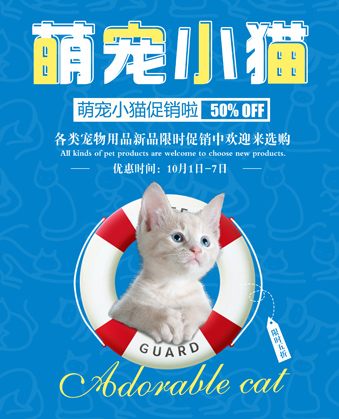 萌宠小猫
萌宠小猫促销啦 50% OFF
各类宠物用品新品限时促销中欢迎来选购
All kinds of pet products are welcome to choose new products.
优惠时间：10月1日-7日
GUARD
限时五折
Adorable cat